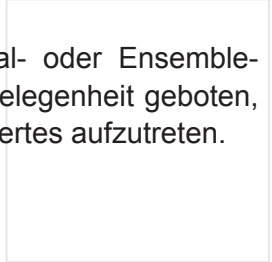 al- oder Ensemble-
elegenheit geboten,
ertes aufzutreten.